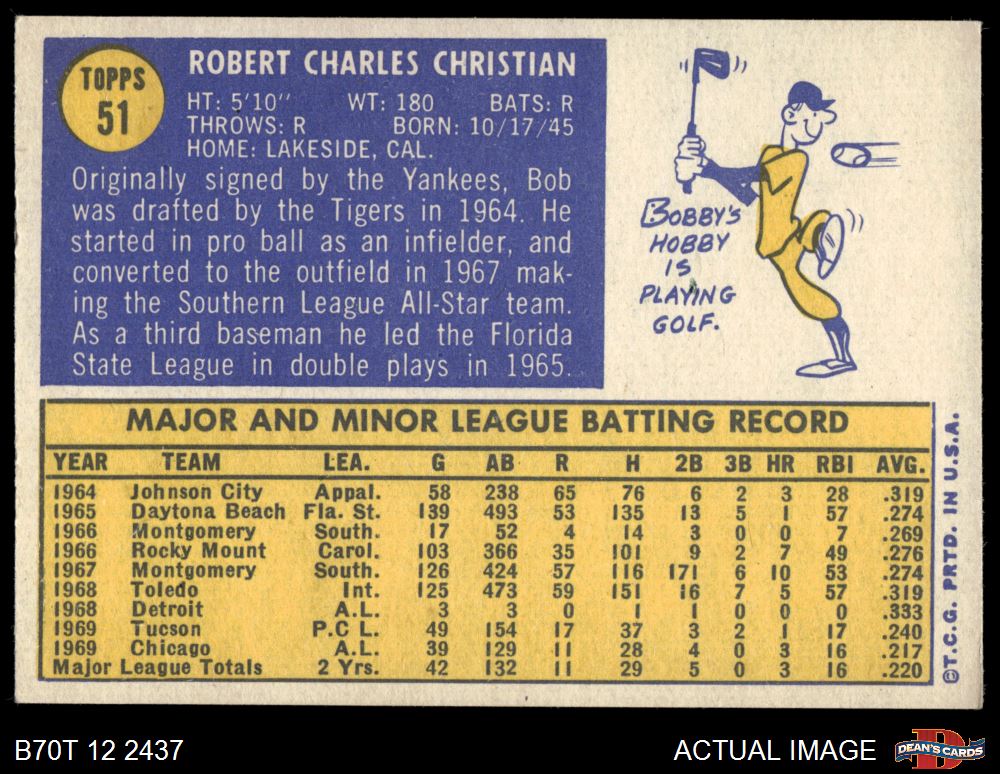 TOPPS
51
ROBERT CHARLES CHRISTIAN
HT: 5'10" WT: 180 BATS: R
THROWS: R BORN: 10/17/45
HOME: LAKESIDE, CAL.
Originally signed by the Yankees, Bob
was drafted by the Tigers in 1964. He
started in pro ball as an infielder, and
converted to the outfield in 1967 mak-
ing the Southern League All-Star team.
As a third baseman he led the Florida
State League in double plays in 1965.
BOBBY'S
HOBBY
IS
PLAYING
GOLF.
MAJOR AND MINOR LEAGUE BATTING RECORD
YEAR TEAM LEA. G AB R H 2B 3B HR RBI AVG.
1964 Johnson City Appal. 58 238 65 76 6 2 3 28 .319
1965 Daytona Beach Fla. St. 139 493 53 135 13 5 1 57 .274
1966 Montgomery South. 17 52 4 14 3 0 0 7 .269
1966 Rocky Mount Carol. 103 366 35 101 9 2 7 49 .276
1967 Montgomery South. 126 424 57 116 171 6 10 53 .274
1968 Toledo Int. 125 473 59 151 16 7 5 57 .319
1968 Detroit A.L. 3 3 0 1 1 0 0 0 .333
1969 Tucson P.C L. 49 154 17 37 3 2 1 17 .240
1969 Chicago A.L. 39 129 11 28 4 0 3 16 .217
Major League Totals 2 Yrs. 42 132 11 29 5 0 3 16 .220
©T.C.G. PRTD. IN U.S.A.
B70T 12 2437
ACTUAL IMAGE
D
DEAN'S CARDS